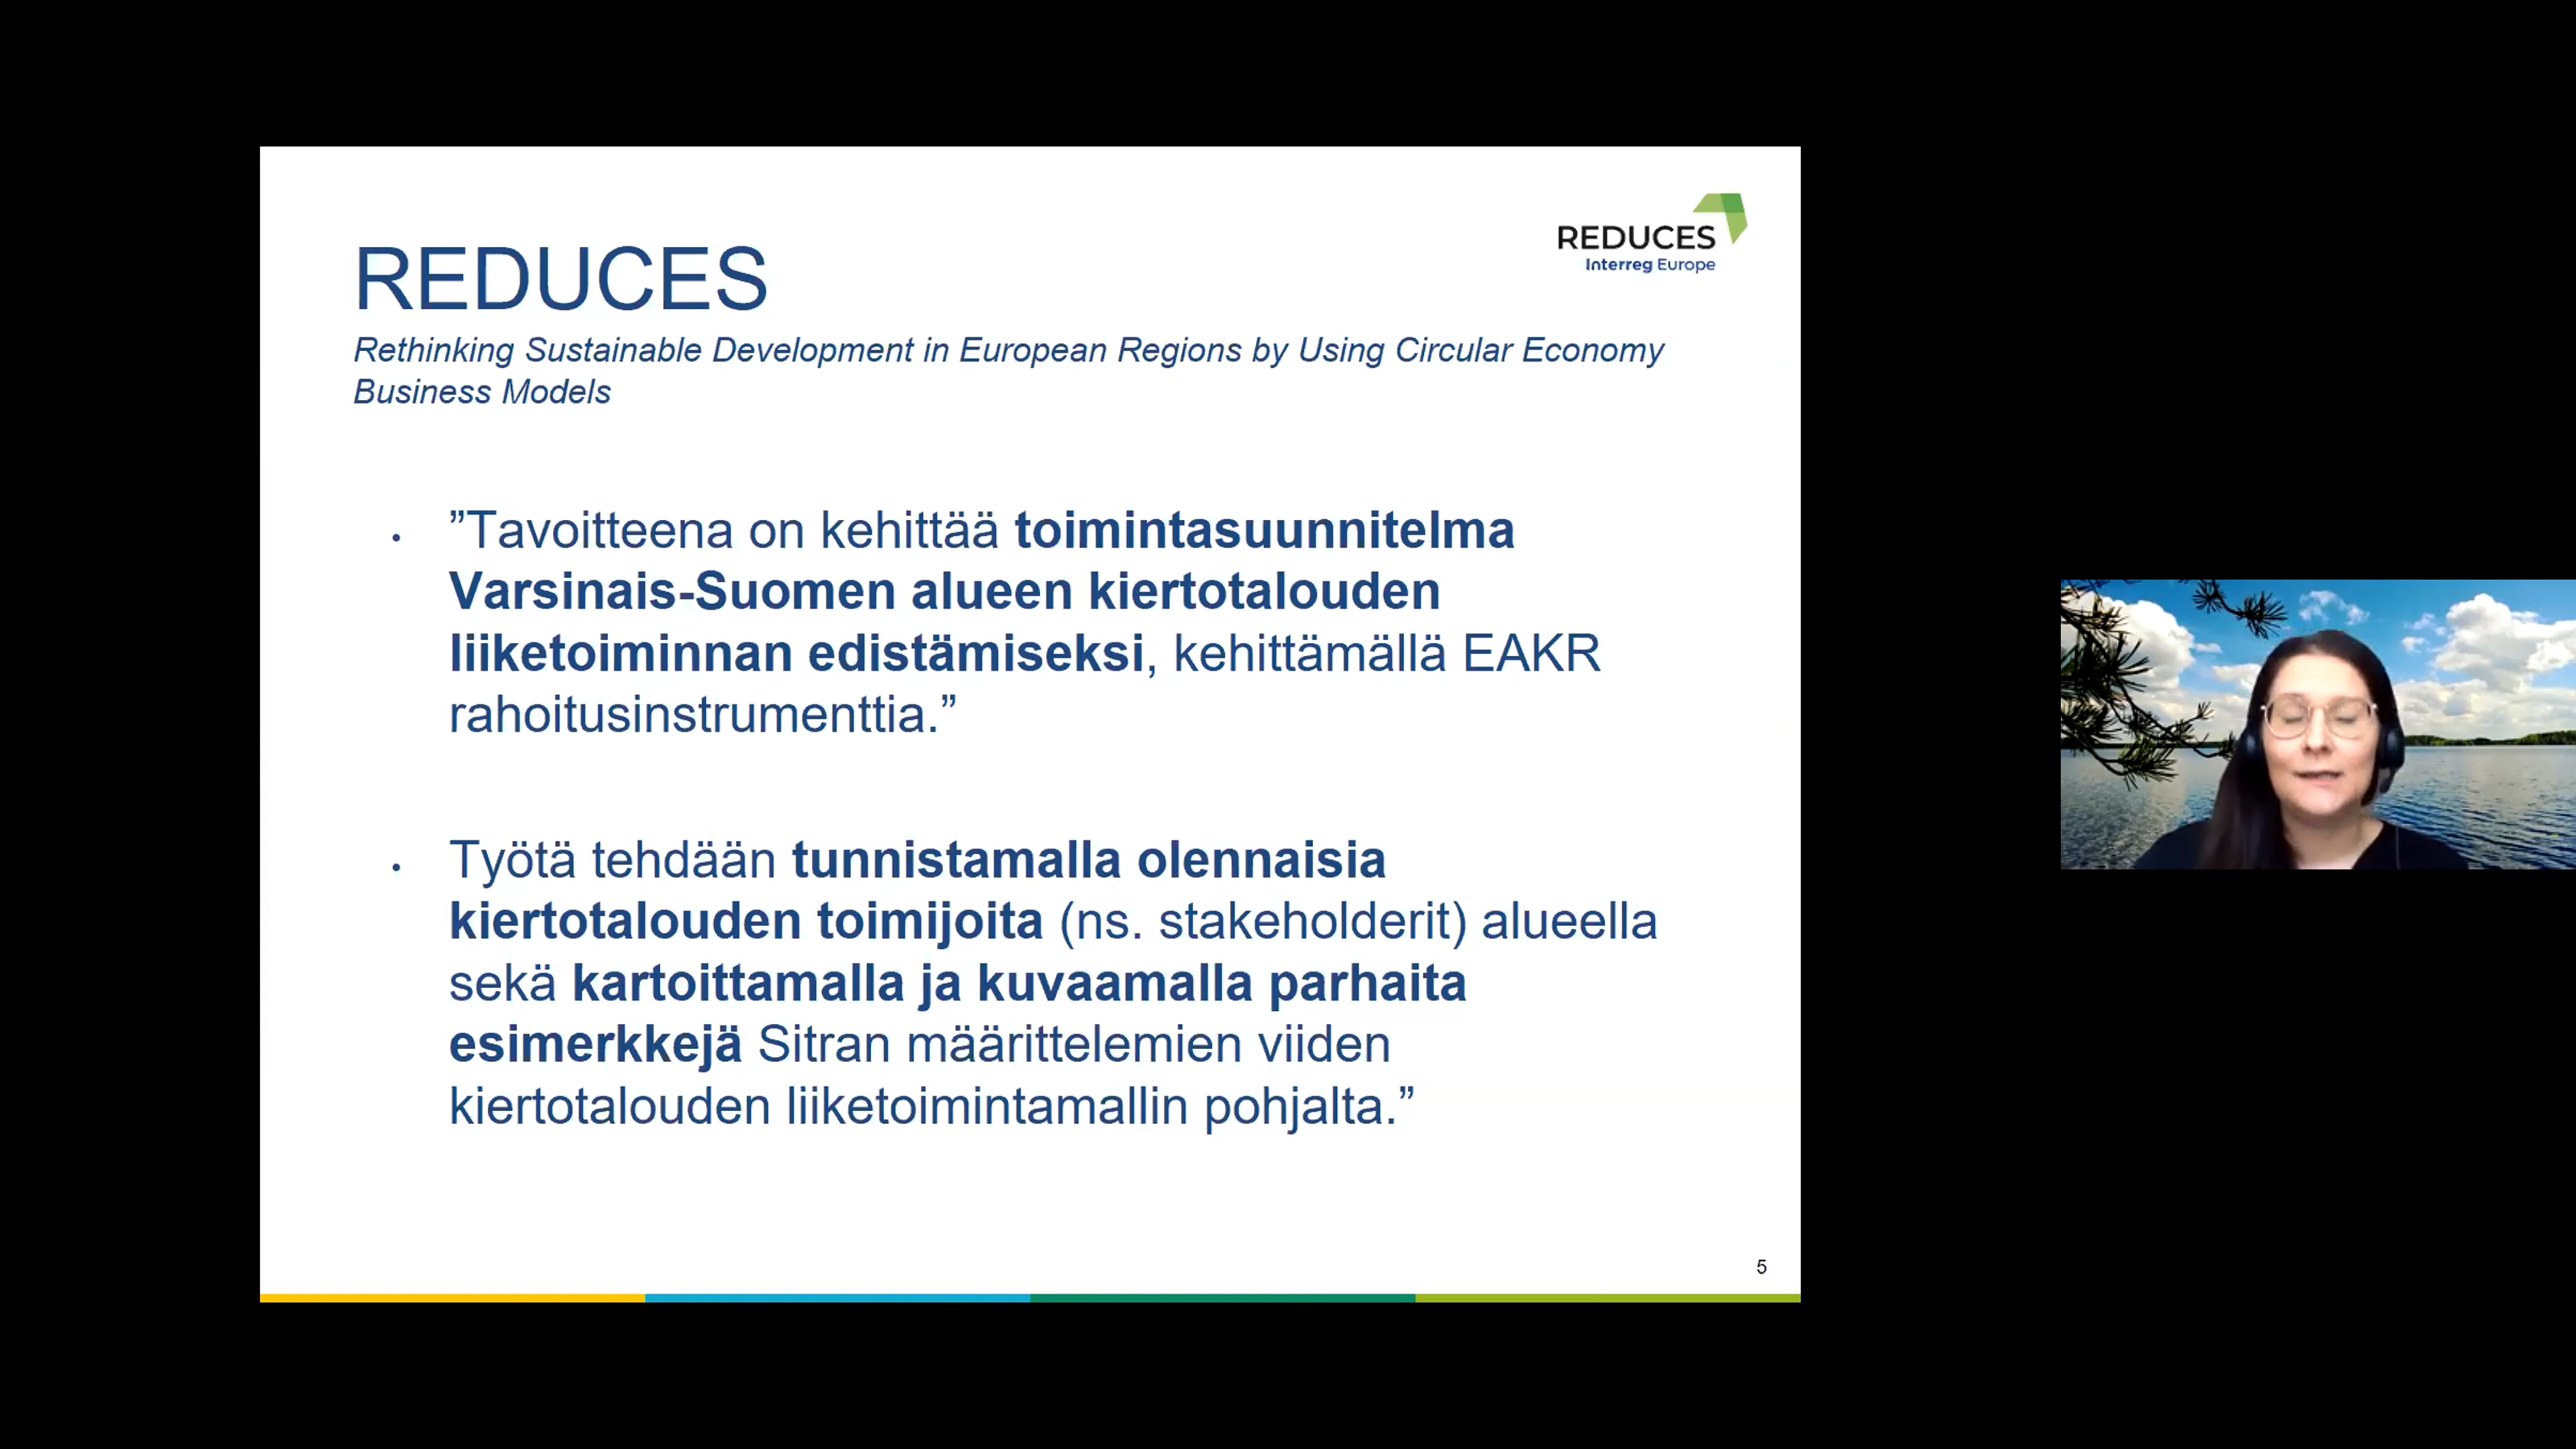 REDUCES
Interreg Europe
REDUCES
Rethinking Sustainable Development in European Regions by Using Circular Economy
Business Models
• ”Tavoitteena on kehittää toimintasuunnitelma
Varsinais-Suomen alueen kiertotalouden
liiketoiminnan edistämiseksi, kehittämällä EAKR
rahoitusinstrumenttia.”
• Työtä tehdään tunnistamalla olennaisia
kiertotalouden toimijoita (ns. stakeholderit) alueella
sekä kartoittamalla ja kuvaamalla parhaita
esimerkkejä Sitran määrittelemien viiden
kiertotalouden liiketoimintamallin pohjalta.”
5